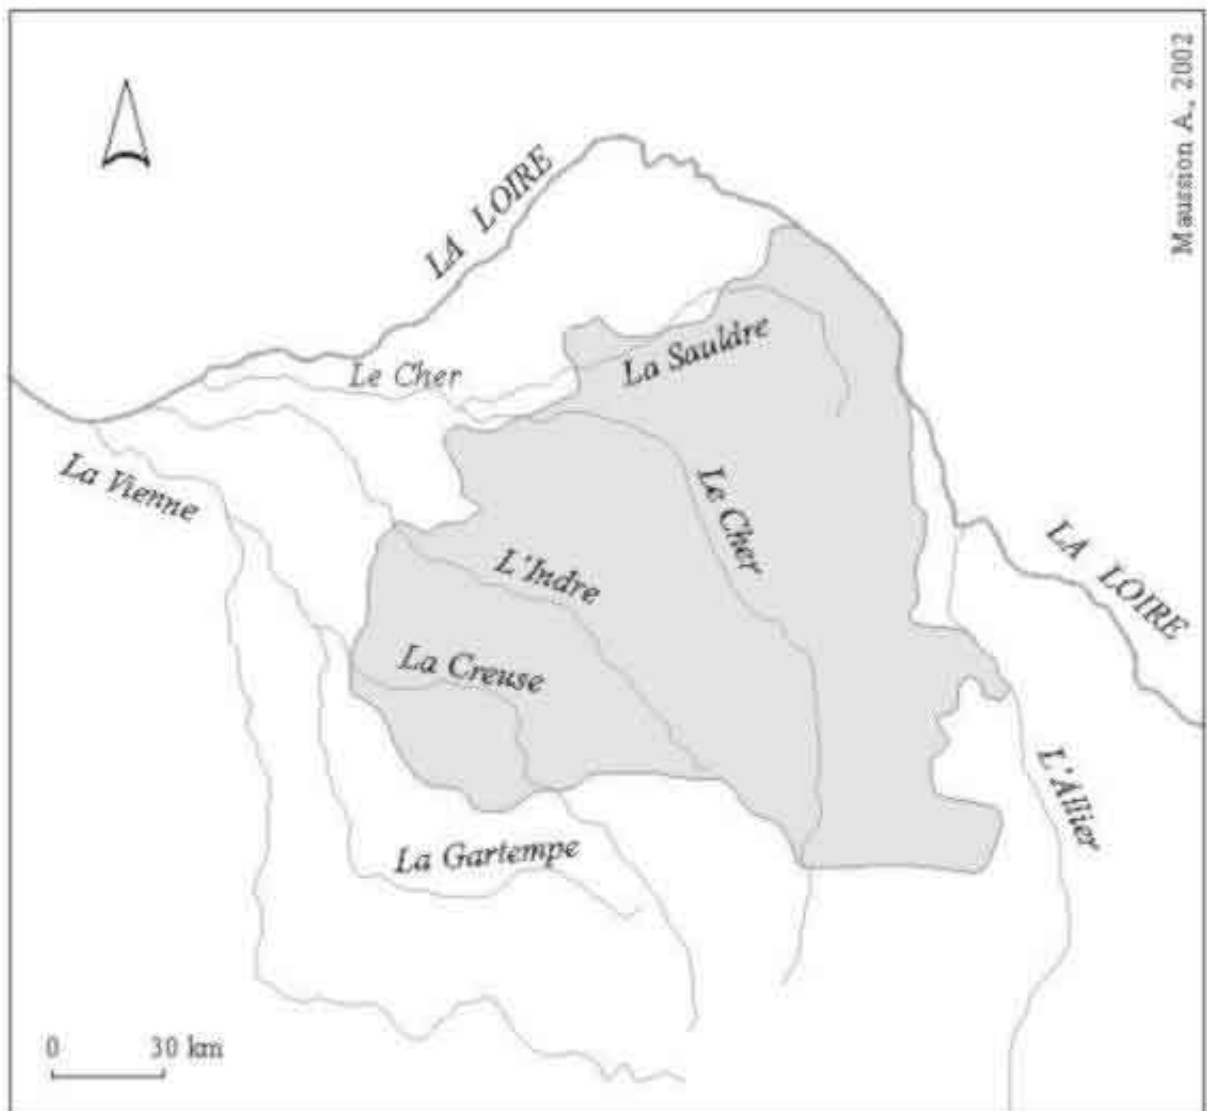 Maussion A., 2002
LA LOIRE
Le Cher
La Sauldre
La Vienne
Le Cher
LA LOIRE
L'Indre
La Creuse
L'Allier
La Gartempe
0 30 km